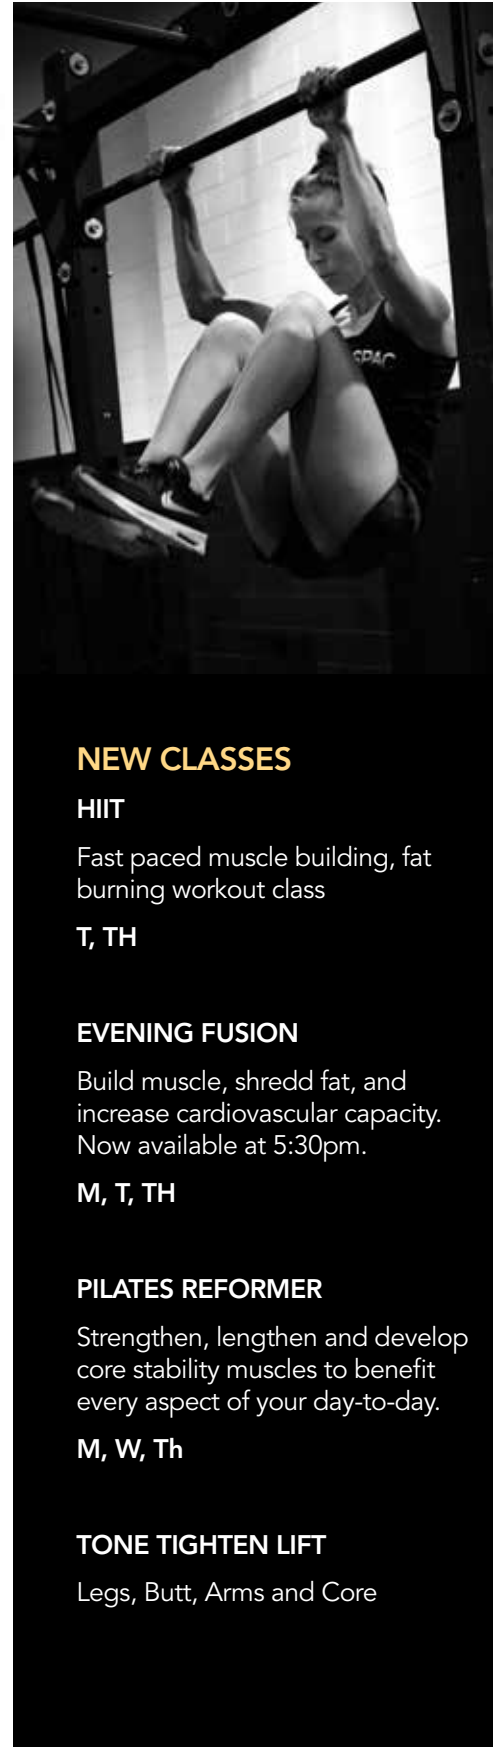 SPAC
NEW CLASSES
HIIT
Fast paced muscle building, fat
burning workout class
T, TH
EVENING FUSION
Build muscle, shredd fat, and
increase cardiovascular capacity.
Now available at 5:30pm.
M, T, TH
PILATES REFORMER
Strengthen, lengthen and develop
core stability muscles to benefit
every aspect of your day-to-day.
M, W, Th
TONE TIGHTEN LIFT
Legs, Butt, Arms and Core